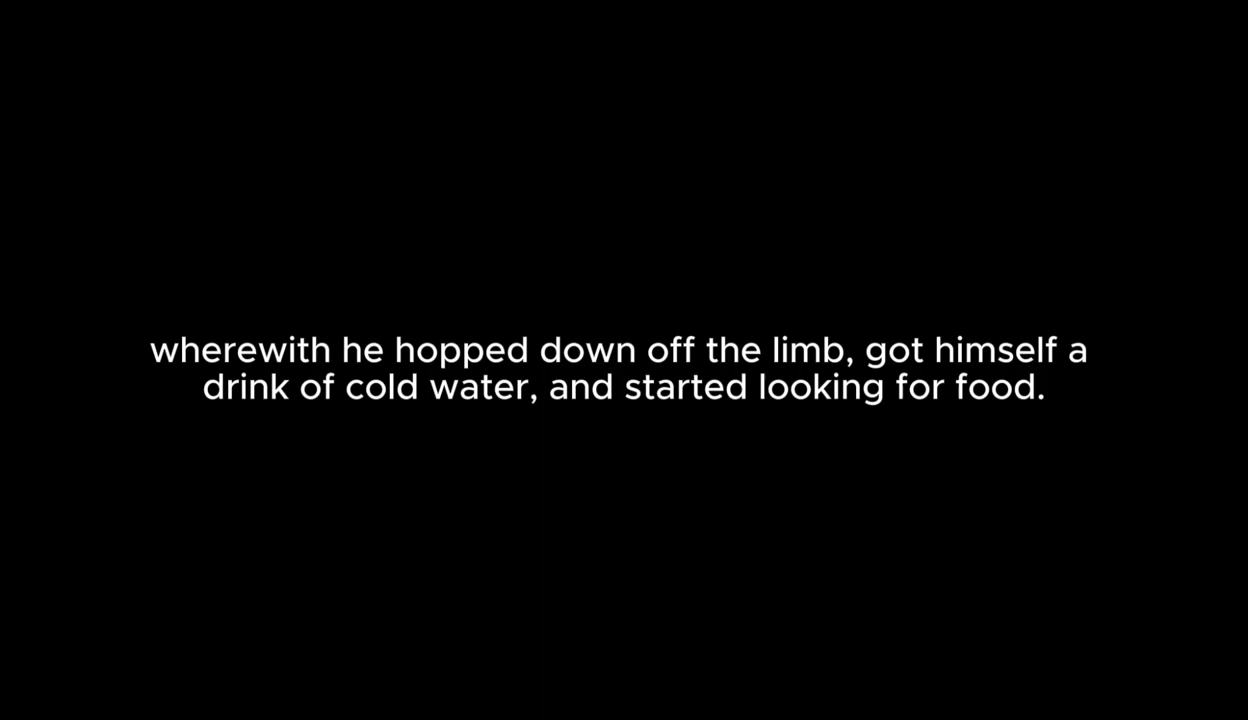 wherewith he hopped down off the limb, got himself a
drink of cold water, and started looking for food.